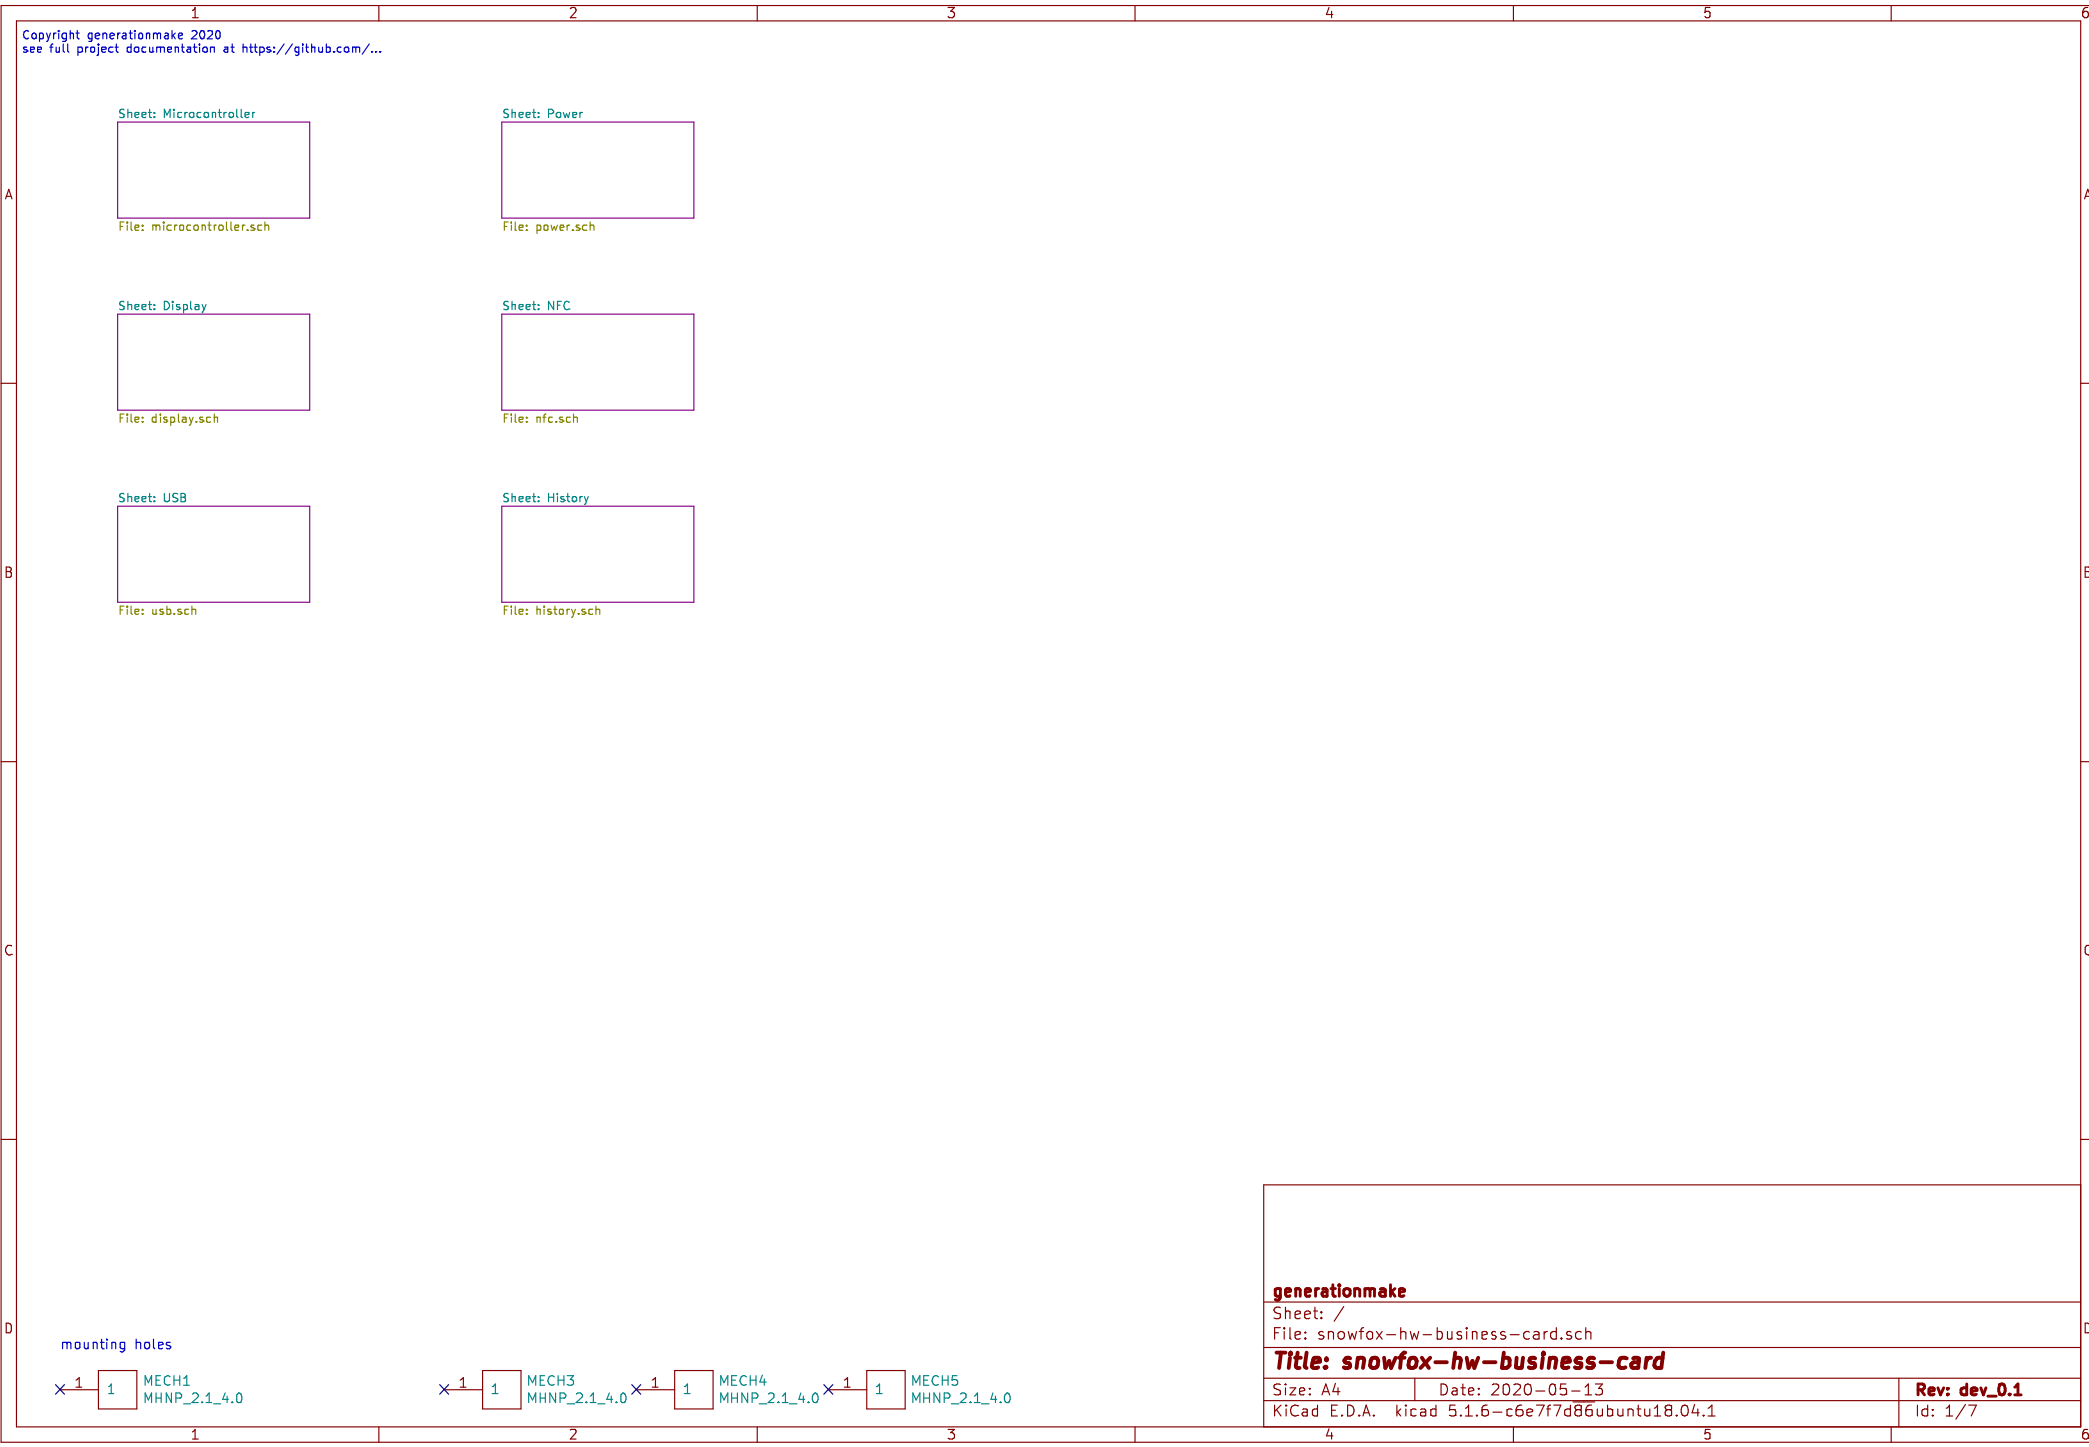 1 2 3 4 5 6
Copyright generationmake 2020
see full project documentation at https://github.com/...
Sheet: Microcontroller
Sheet: Power
A A
File: microcontroller.sch
File: power.sch
Sheet: Display
Sheet: NFC
File: display.sch
File: nfc.sch
Sheet: USB
Sheet: History
B B
File: usb.sch
File: history.sch
C C
generationmake
Sheet: /
File: snowfox-hw-business-card.sch
D D
mounting holes
Title: snowfox-hw-business-card
1 1 MECH1
MHNP_2.1_4.0
1 1 MECH3
MHNP_2.1_4.0
1 1 MECH4
MHNP_2.1_4.0
1 1 MECH5
MHNP_2.1_4.0
Size: A4
Date: 2020-05-13
Rev: dev_0.1
KiCad E.D.A. kicad 5.1.6-c6e7f7d86ubuntu18.04.1
Id: 1/7
1 2 3 4 5 6